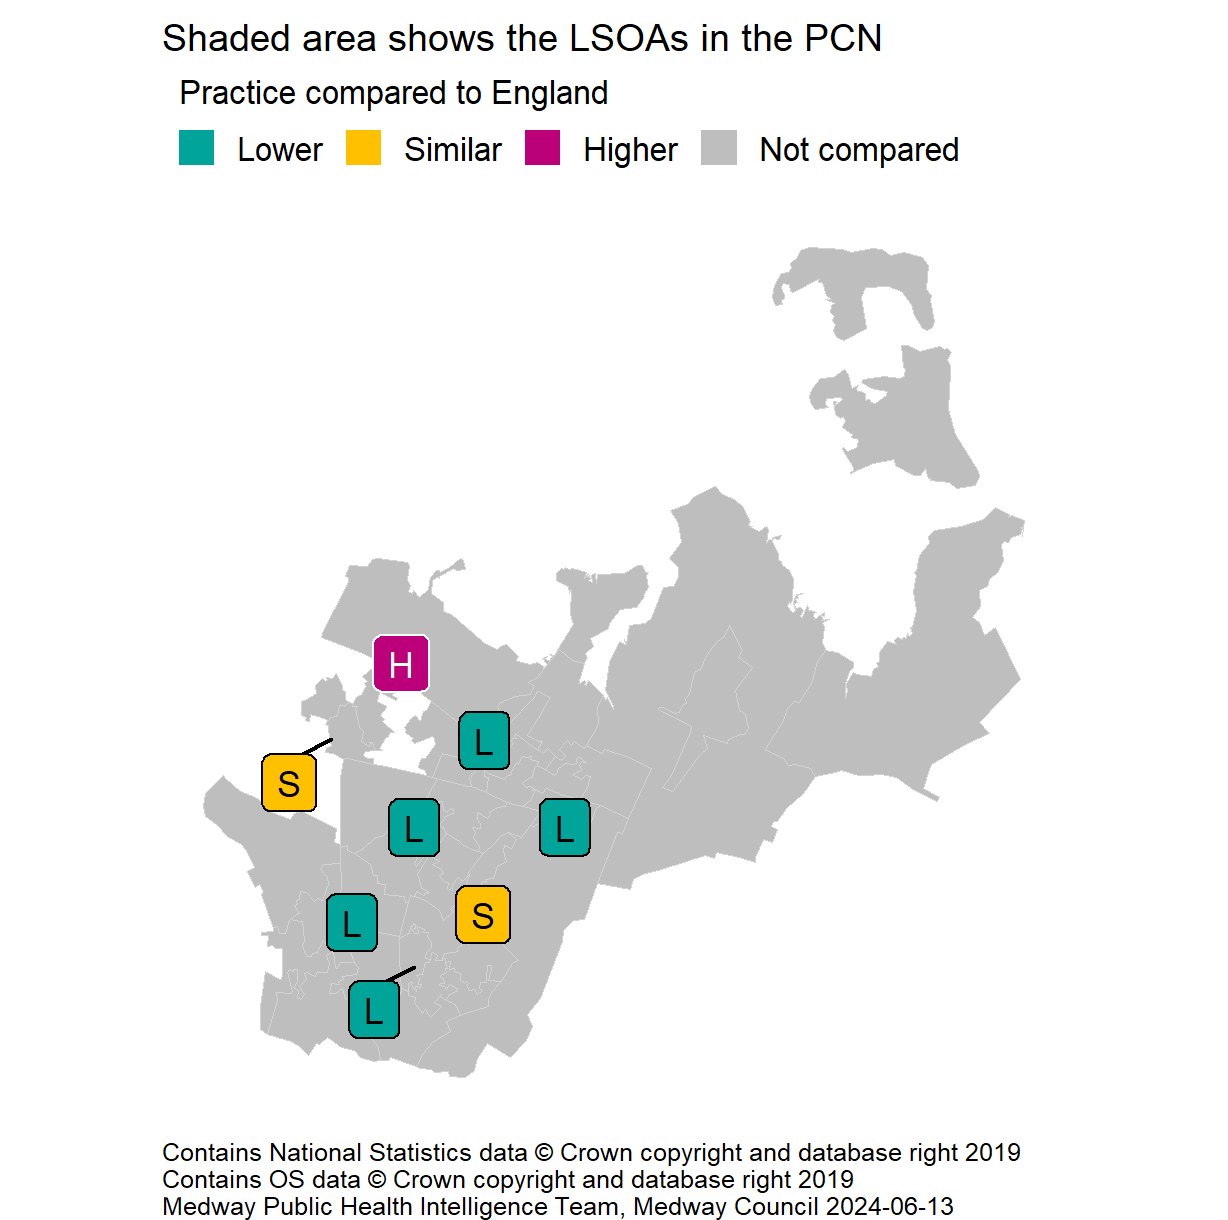 Shaded area shows the LSOAs in the PCN
Practice compared to England
Lower Similar Higher Not compared
H
L
S
L L
L
S
L
Contains National Statistics data © Crown copyright and database right 2019
Contains OS data © Crown copyright and database right 2019
Medway Public Health Intelligence Team, Medway Council 2024-06-13